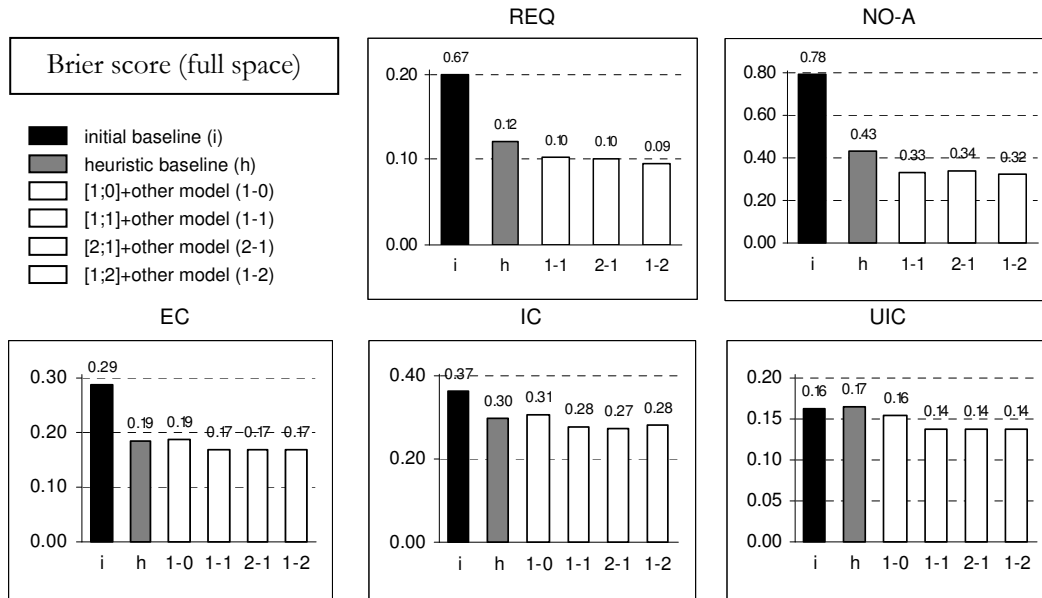 Brier score (full space)
initial baseline (i)
heuristic baseline (h)
[1;0]+other model (1-0)
[1;1]+other model (1-1)
[2;1]+other model (2-1)
[1;2]+other model (1-2)
REQ
0.67
0.20
0.12
0.10 0.10 0.09
0.10
0.00
i h 1-1 2-1 1-2
NO-A
0.78
0.80
0.60
0.43
0.40
0.33 0.34 0.32
0.20
0.00
i h 1-1 2-1 1-2
EC
0.29
0.30
0.19 0.19 0.17 0.17 0.17
0.20
0.10
0.00
i h 1-0 1-1 2-1 1-2
IC
0.40
0.37
0.30 0.31 0.28 0.27 0.28
0.20
0.00
i h 1-0 1-1 2-1 1-2
UIC
0.20
0.16 0.17 0.16 0.14 0.14 0.14
0.15
0.10
0.05
0.00
i h 1-0 1-1 2-1 1-2